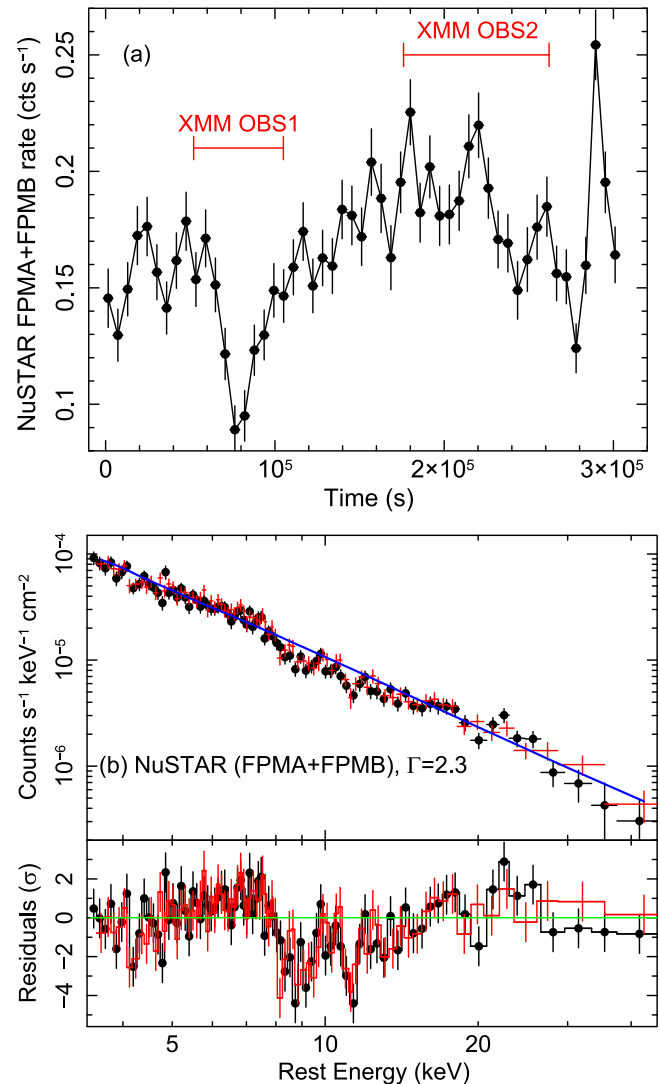 0.25
0.2
0.15
0.1
NuSTAR FPMA+FPMB rate (cts s⁻¹)
(a)
XMM OBS1
XMM OBS2
0
10⁵
2×10⁵
3×10⁵
Time (s)
10⁻⁴
10⁻⁵
10⁻⁶
Counts s⁻¹ keV⁻¹ cm⁻²
(b) NuSTAR (FPMA+FPMB), Γ=2.3
2
0
−2
−4
Residuals (σ)
5
10
20
Rest Energy (keV)